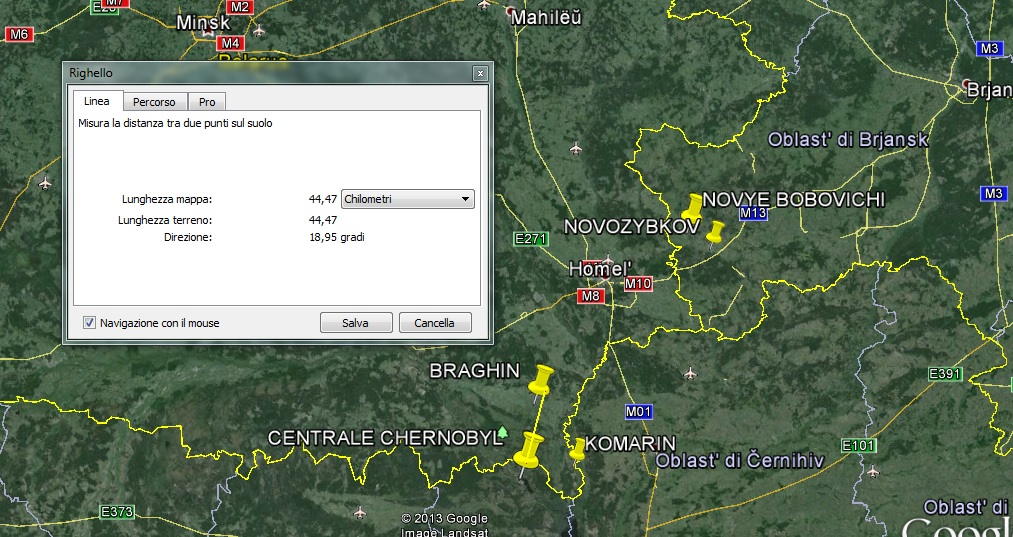 M6
E28
M7
M2
Minsk
M4
Mahilëŭ
M3
Righello
Linea
Percorso
Pro
Misura la distanza tra due punti sul suolo
Lunghezza mappa: 44,47 Chilometri
Lunghezza terreno: 44,47
Direzione: 18,95 gradi
Navigazione con il mouse
Salva
Cancella
Oblast' di Brjansk
M3
NOVYE BOBOVICHI
M13
NOVOZYBKOV
E271
Homel'
M10
M8
BRAGHIN
E391
M01
CENTRALE CHERNOBYL
KOMARIN
E101
Oblast' di Černihiv
E373
© 2013 Google
Image Landsat
Oblast' di